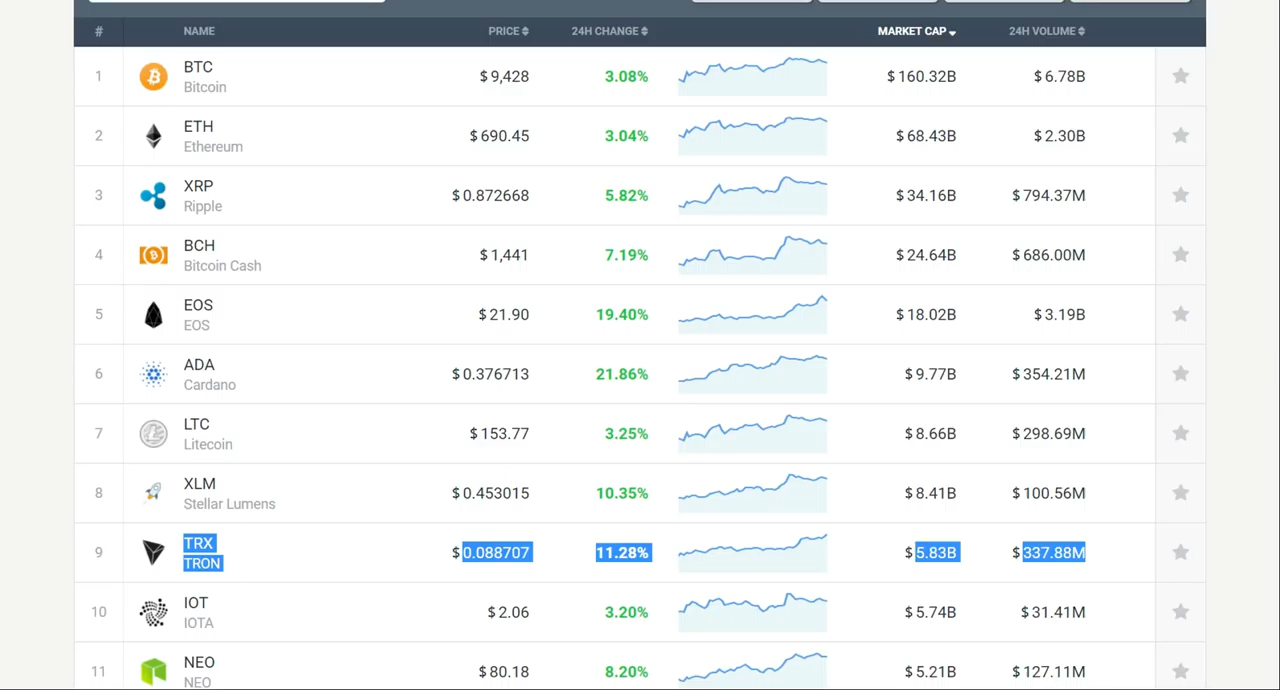 # NAME PRICE 24H CHANGE MARKET CAP 24H VOLUME
1 BTC $ 9,428 3.08% $ 160.32B $ 6.78B
Bitcoin
2 ETH $ 690.45 3.04% $ 68.43B $ 2.30B
Ethereum
3 XRP $ 0.872668 5.82% $ 34.16B $ 794.37M
Ripple
4 BCH $ 1,441 7.19% $ 24.64B $ 686.00M
Bitcoin Cash
5 EOS $ 21.90 19.40% $ 18.02B $ 3.19B
EOS
6 ADA $ 0.376713 21.86% $ 9.77B $ 354.21M
Cardano
7 LTC $ 153.77 3.25% $ 8.66B $ 298.69M
Litecoin
8 XLM $ 0.453015 10.35% $ 8.41B $ 100.56M
Stellar Lumens
9 TRX $ 0.088707 11.28% $ 5.83B $ 337.88M
TRON
10 IOT $ 2.06 3.20% $ 5.74B $ 31.41M
IOTA
11 NEO $ 80.18 8.20% $ 5.21B $ 127.11M
NEO